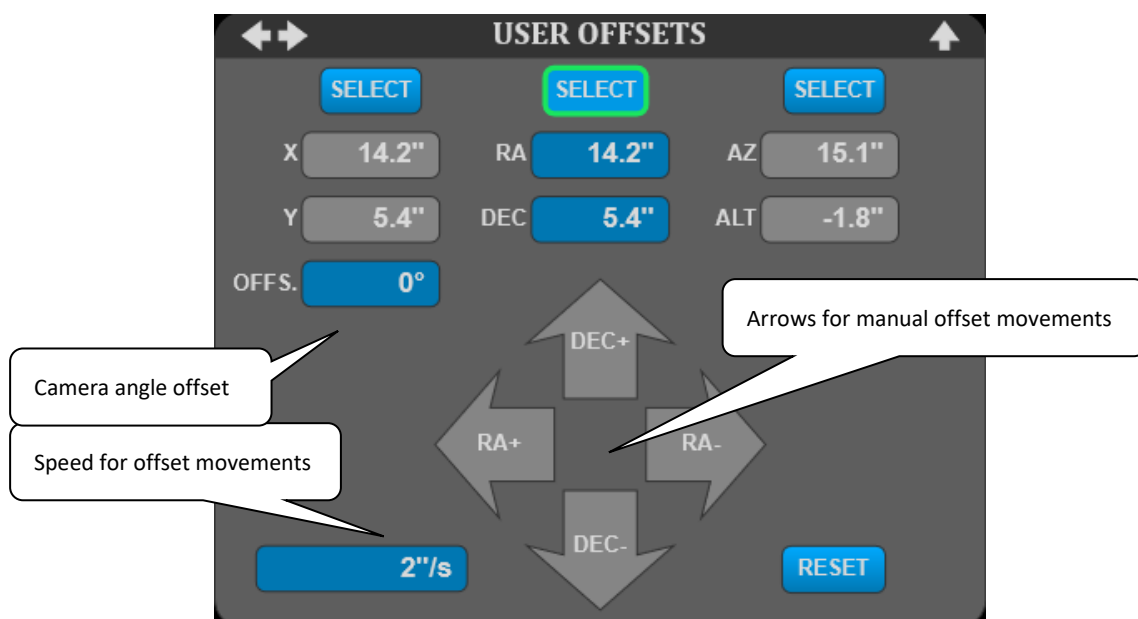 USER OFFSETS
SELECT SELECT SELECT
X 14.2" RA 14.2" AZ 15.1"
Y 5.4" DEC 5.4" ALT -1.8"
OFFS. 0°
Arrows for manual offset movements
DEC+
Camera angle offset
RA+ RA-
Speed for offset movements
DEC-
2"/s RESET